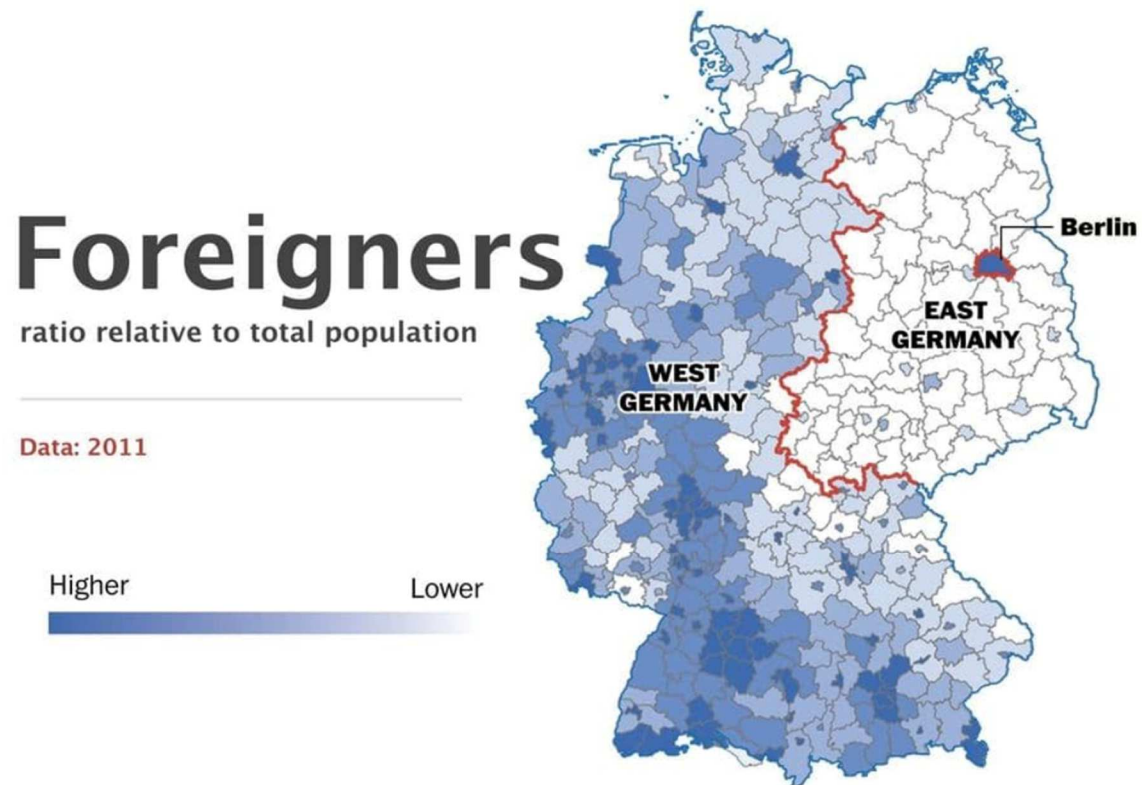 Foreigners
ratio relative to total population
Data: 2011
Higher
Lower
Berlin
EAST
GERMANY
WEST
GERMANY